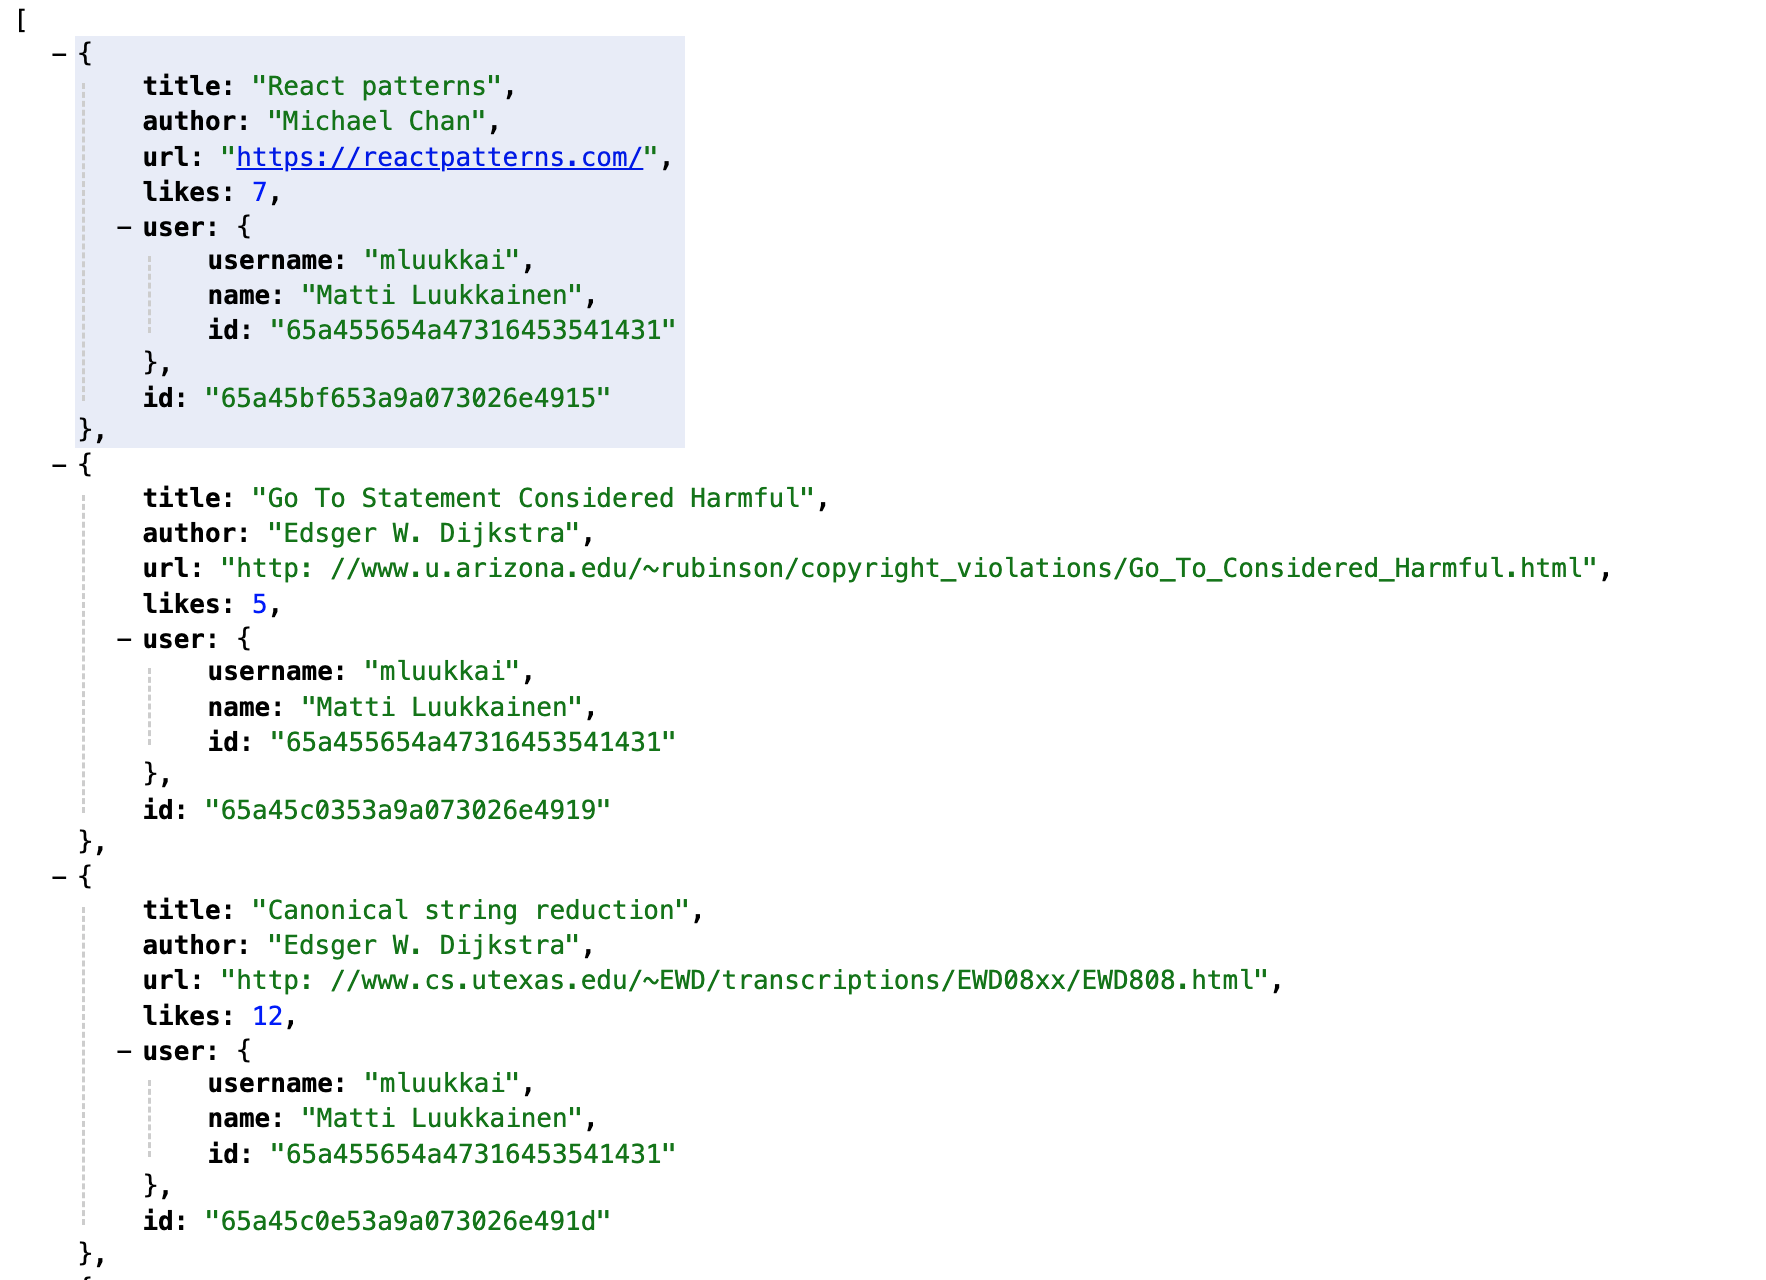 [
– {
title: "React patterns",
author: "Michael Chan",
url: "https://reactpatterns.com/",
likes: 7,
– user: {
username: "mluukkai",
name: "Matti Luukkainen",
id: "65a455654a47316453541431"
},
id: "65a45bf653a9a073026e4915"
},
– {
title: "Go To Statement Considered Harmful",
author: "Edsger W. Dijkstra",
url: "http: //www.u.arizona.edu/~rubinson/copyright_violations/Go_To_Considered_Harmful.html",
likes: 5,
– user: {
username: "mluukkai",
name: "Matti Luukkainen",
id: "65a455654a47316453541431"
},
id: "65a45c0353a9a073026e4919"
},
– {
title: "Canonical string reduction",
author: "Edsger W. Dijkstra",
url: "http: //www.cs.utexas.edu/~EWD/transcriptions/EWD08xx/EWD808.html",
likes: 12,
– user: {
username: "mluukkai",
name: "Matti Luukkainen",
id: "65a455654a47316453541431"
},
id: "65a45c0e53a9a073026e491d"
},